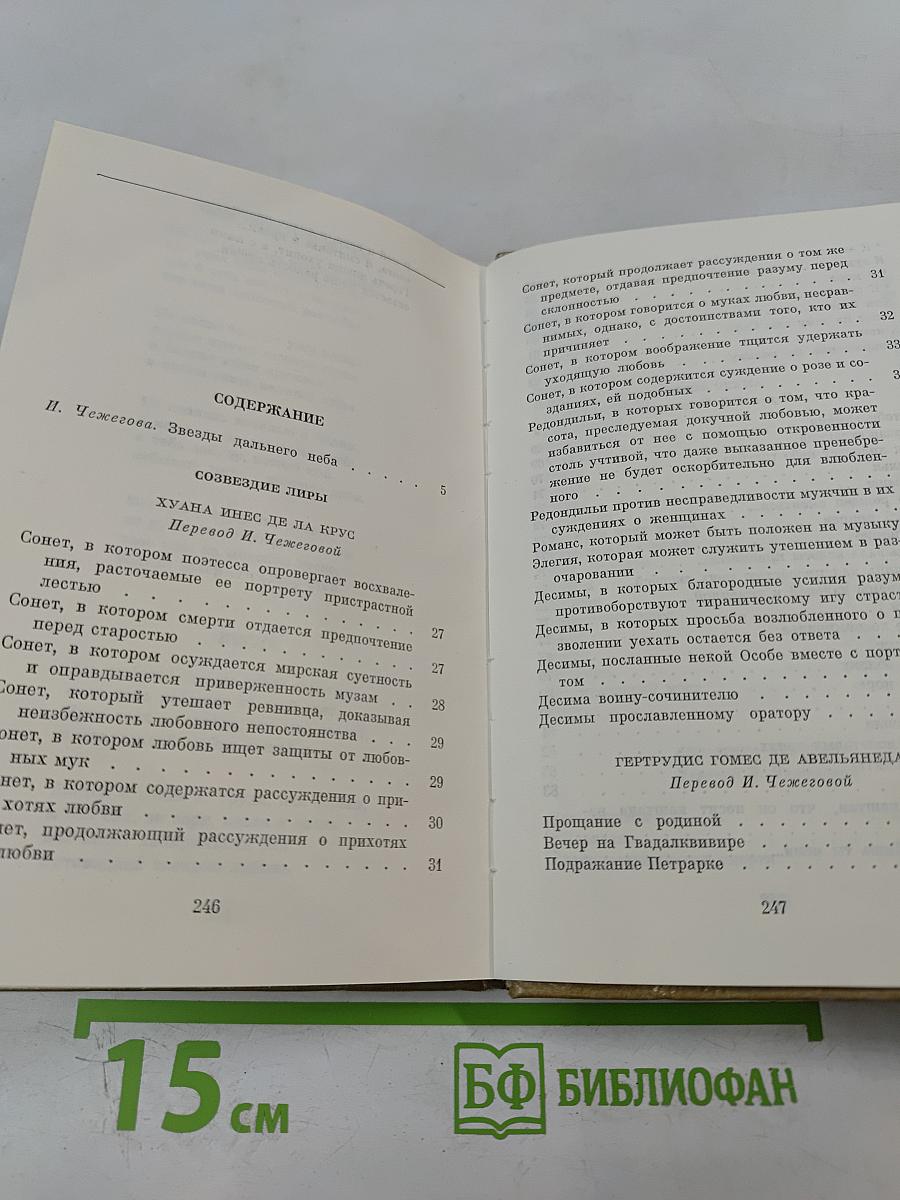 СОДЕРЖАНИЕ
И. Чежегова. Звезды дальнего неба . . . . . 5
СОЗВЕЗДИЕ ЛИРЫ
ХУАНА ИНЕС ДЕ ЛА КРУС
Перевод И. Чежеговой
Сонет, в котором поэтесса опровергает восхвале-
ния, расточаемые ее портрету пристрастной
лестью . . . . . . . . . . . . 27
Сонет, в котором смерти отдается предпочтение
перед старостью . . . . . . . . . 27
Сонет, в котором осуждается мирская суетность
и оправдывается приверженность музам . . 28
Сонет, который утешает ревнивца, доказывая
неизбежность любовного непостоянства . . . 29
онет, в котором любовь ищет защиты от любов-
ных мук . . . . . . . . . . . . 29
нет, в котором содержатся рассуждения о при-
хотях любви . . . . . . . . . . . 30
нет, продолжающий рассуждения о прихотях
любви . . . . . . . . . . . . . 31
246
Сонет, который продолжает рассуждения о том же
предмете, отдавая предпочтение разуму перед
склонностью . . . . . . . . . . 31
Сонет, в котором говорится о муках любви, несрав-
нимых, однако, с достоинствами того, кто их
причиняет . . . . . . . . . . . 32
Сонет, в котором воображение тщится удержать
уходящую любовь . . . . . . . . . 33
Сонет, в котором содержится суждение о розе и со-
зданиях, ей подобных . . . . . . . . 3
Редондильи, в которых говорится о том, что кра-
сота, преследуемая докучной любовью, может
избавиться от нее с помощью откровенности
столь учтивой, что даже выказанное пренебре-
жение не будет оскорбительно для влюблен-
ного . . . . . . . . . . . . .
Редондильи против несправедливости мужчин в их
суждениях о женщинах . . . . . . .
Романс, который может быть положен на музыку
Элегия, которая может служить утешением в раз-
очаровании . . . . . . . . . . .
Десимы, в которых благородные усилия разум
противоборствуют тираническому игу страст
Десимы, в которых просьба возлюбленного о п
зволении уехать остается без ответа . . .
Десимы, посланные некой Особе вместе с порт
том . . . . . . . . . . . . .
Десима воину-сочинителю . . . . . .
Десимы прославленному оратору . . . .
ГЕРТРУДИС ГОМЕС ДЕ АВЕЛЬЯНЕДА
Перевод И. Чежеговой
Прощание с родиной . . . . . . .
Вечер на Гвадалквивире . . . . . .
Подражание Петрарке . . . . . . .
247
15 см
БФ БИБЛИОФАН